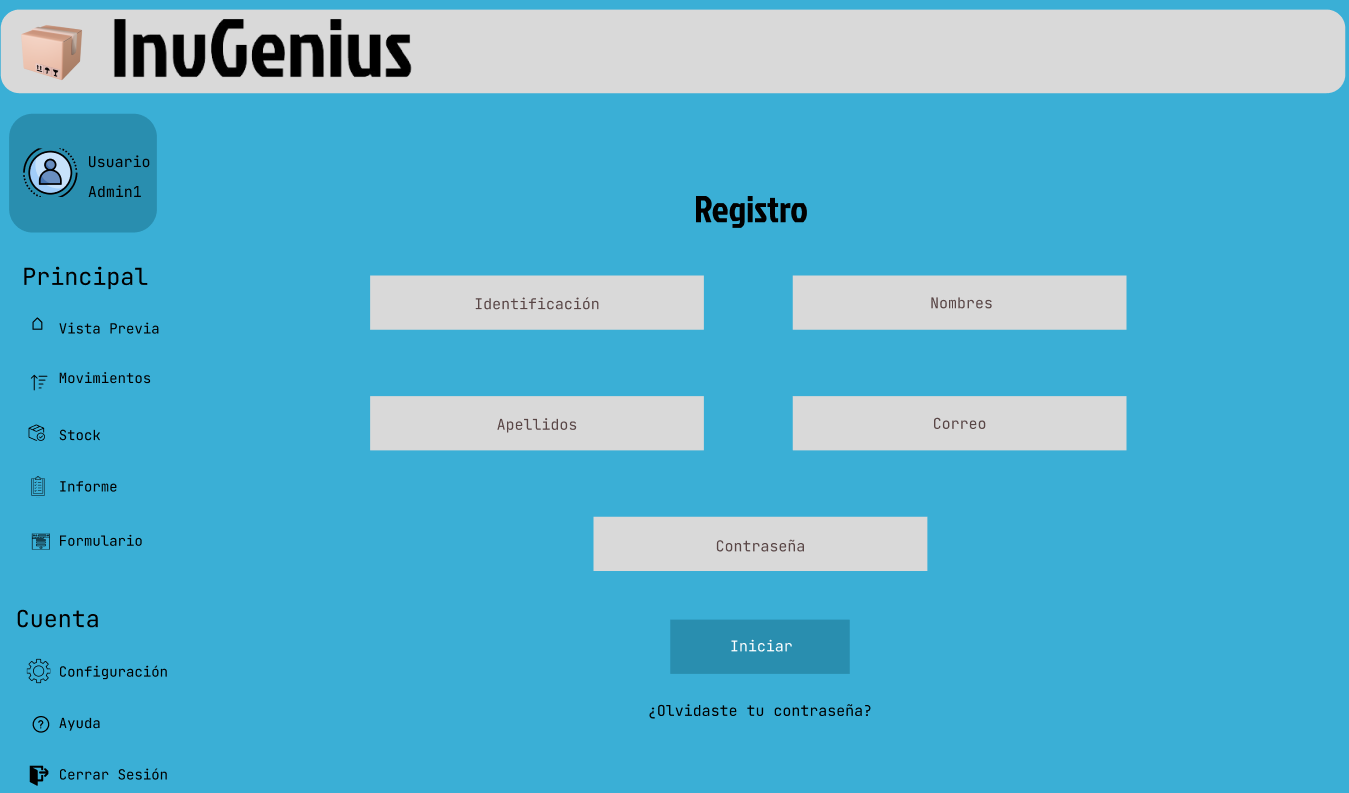 InvGenius
Usuario
Admin1
Principal
Vista Previa
Movimientos
Stock
Informe
Formulario
Cuenta
Configuración
Ayuda
Cerrar Sesión
Registro
Identificación
Nombres
Apellidos
Correo
Contraseña
Iniciar
¿Olvidaste tu contraseña?